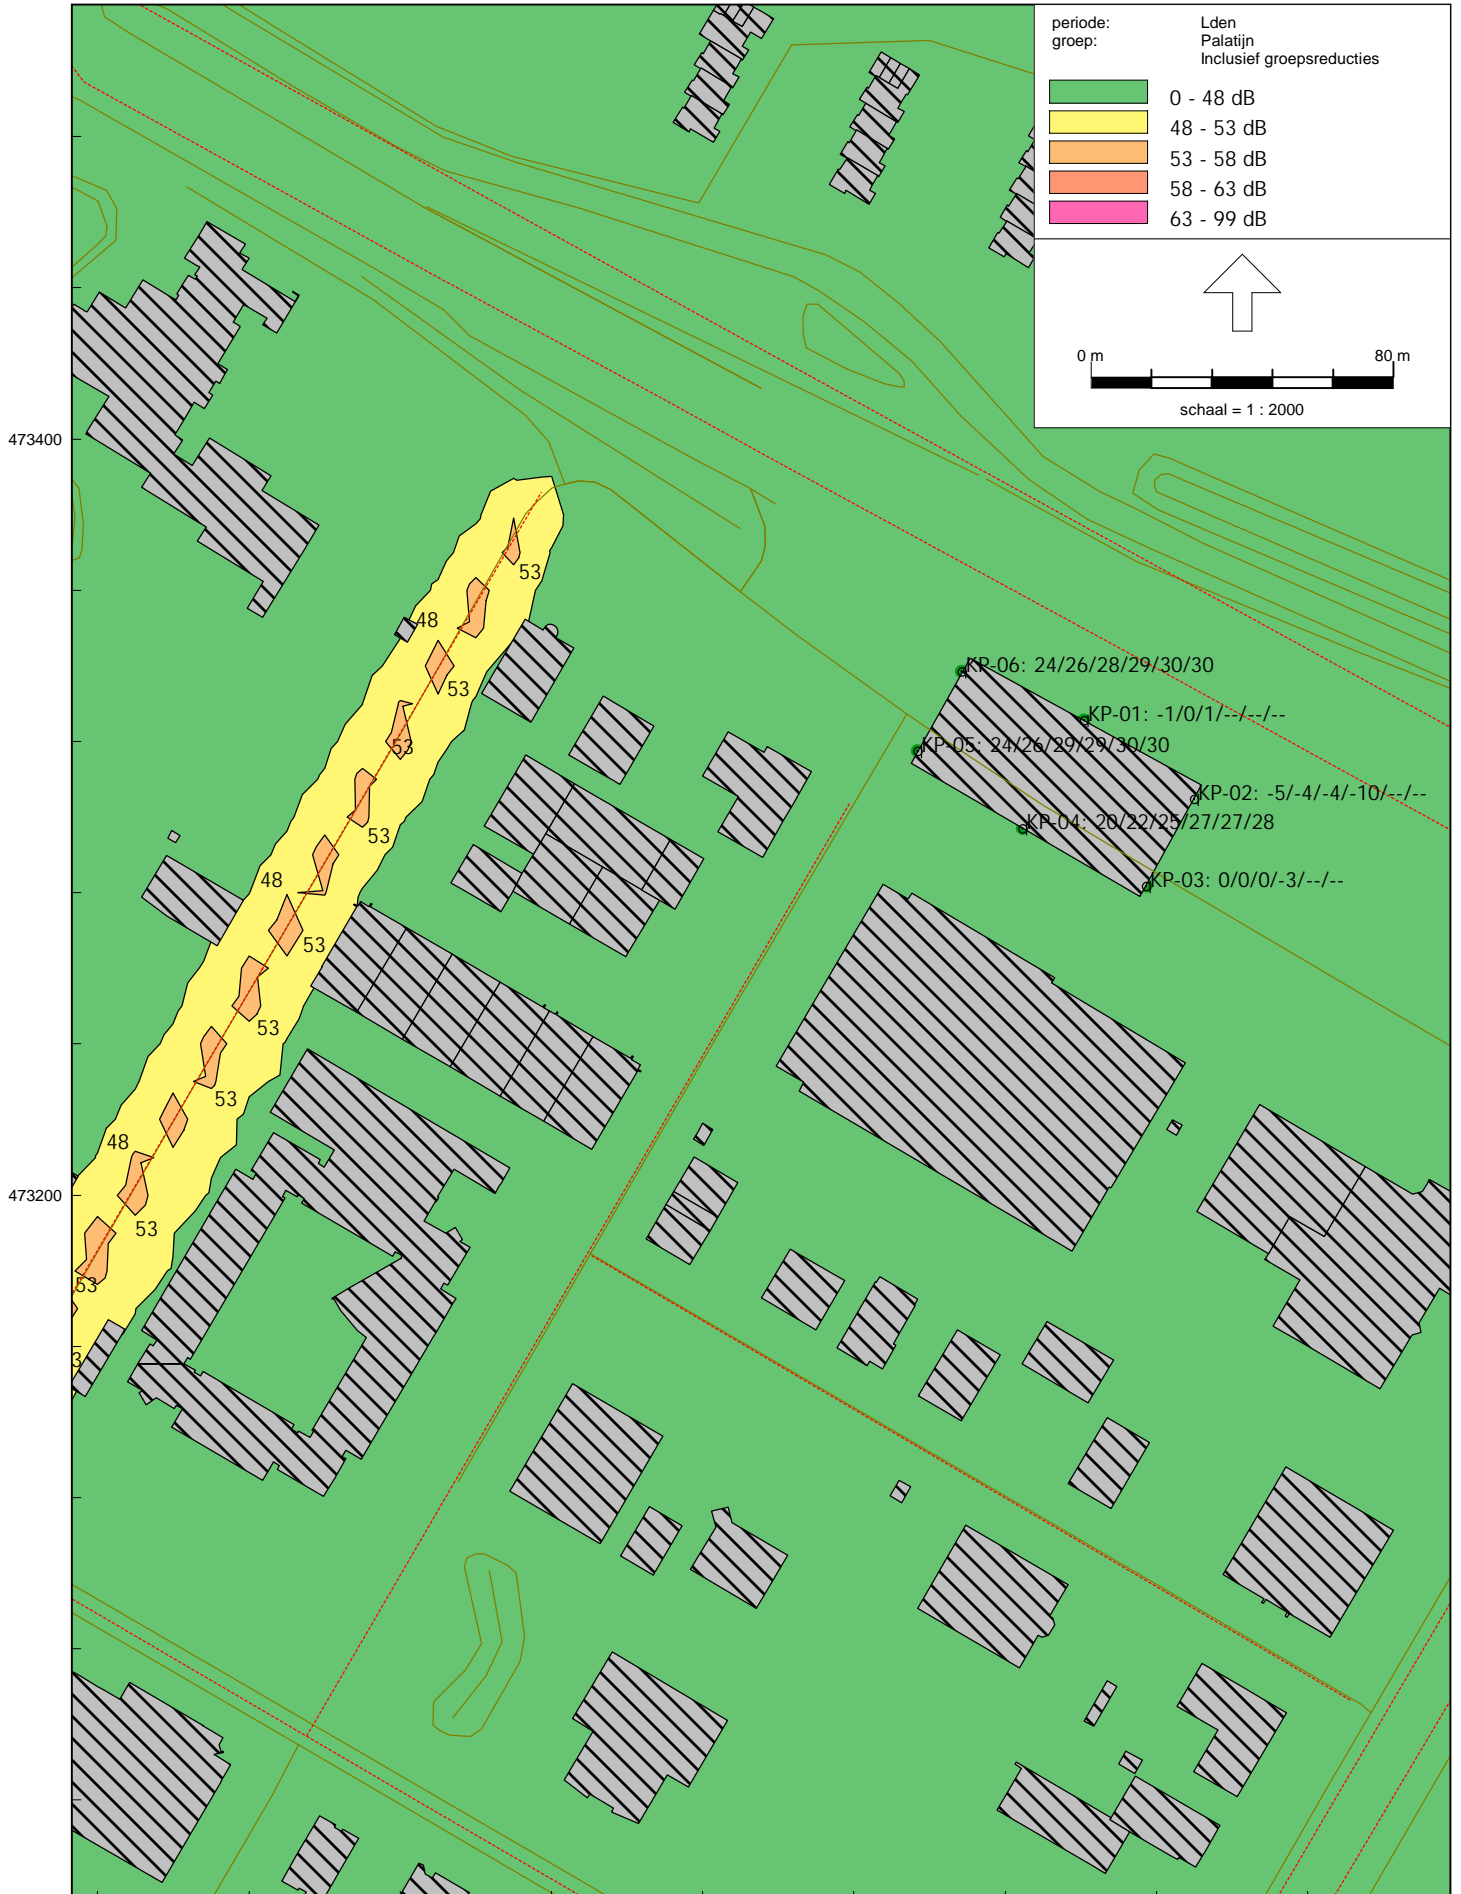 periode: Lden
groep: Palatijn
Inclusief groepsreducties
0 - 48 dB
48 - 53 dB
53 - 58 dB
58 - 63 dB
63 - 99 dB
0 m 80 m
schaal = 1 : 2000
473400
53
48
KP-06: 24/26/28/29/30/30
53
KP-01: -1/0/1/--/--/--
53
KP-05: 24/26/29/29/30/30
KP-02: -5/-4/-4/-10/--/--
KP-04: 20/22/25/27/27/28
53
48
KP-03: 0/0/0/-3/--/--
53
53
53
48
473200
53
53
3